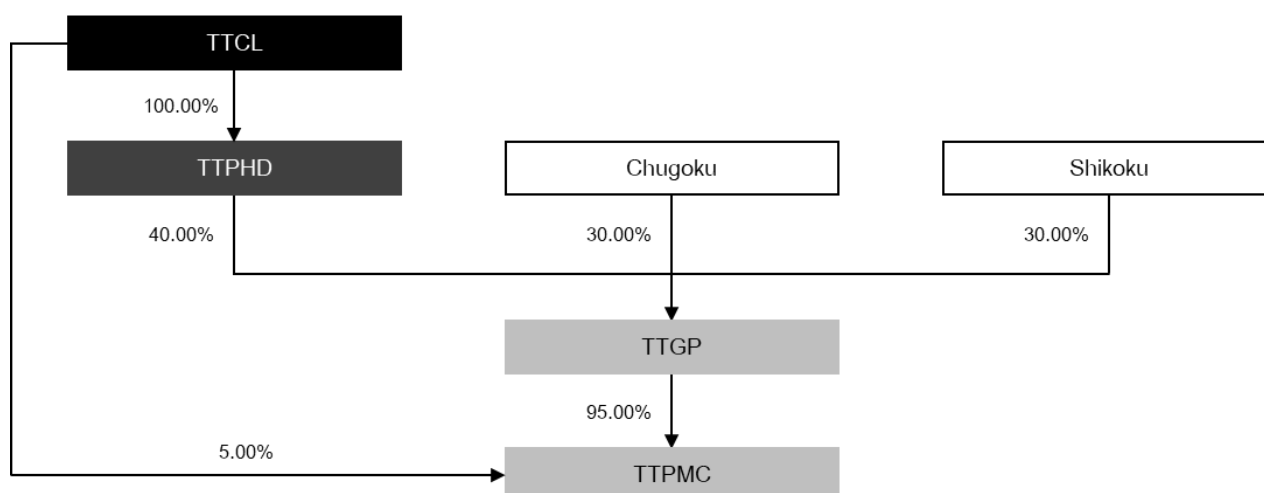 TTCL
100.00%
TTPHD
Chugoku
Shikoku
40.00%
30.00%
30.00%
TTGP
95.00%
5.00%
TTPMC